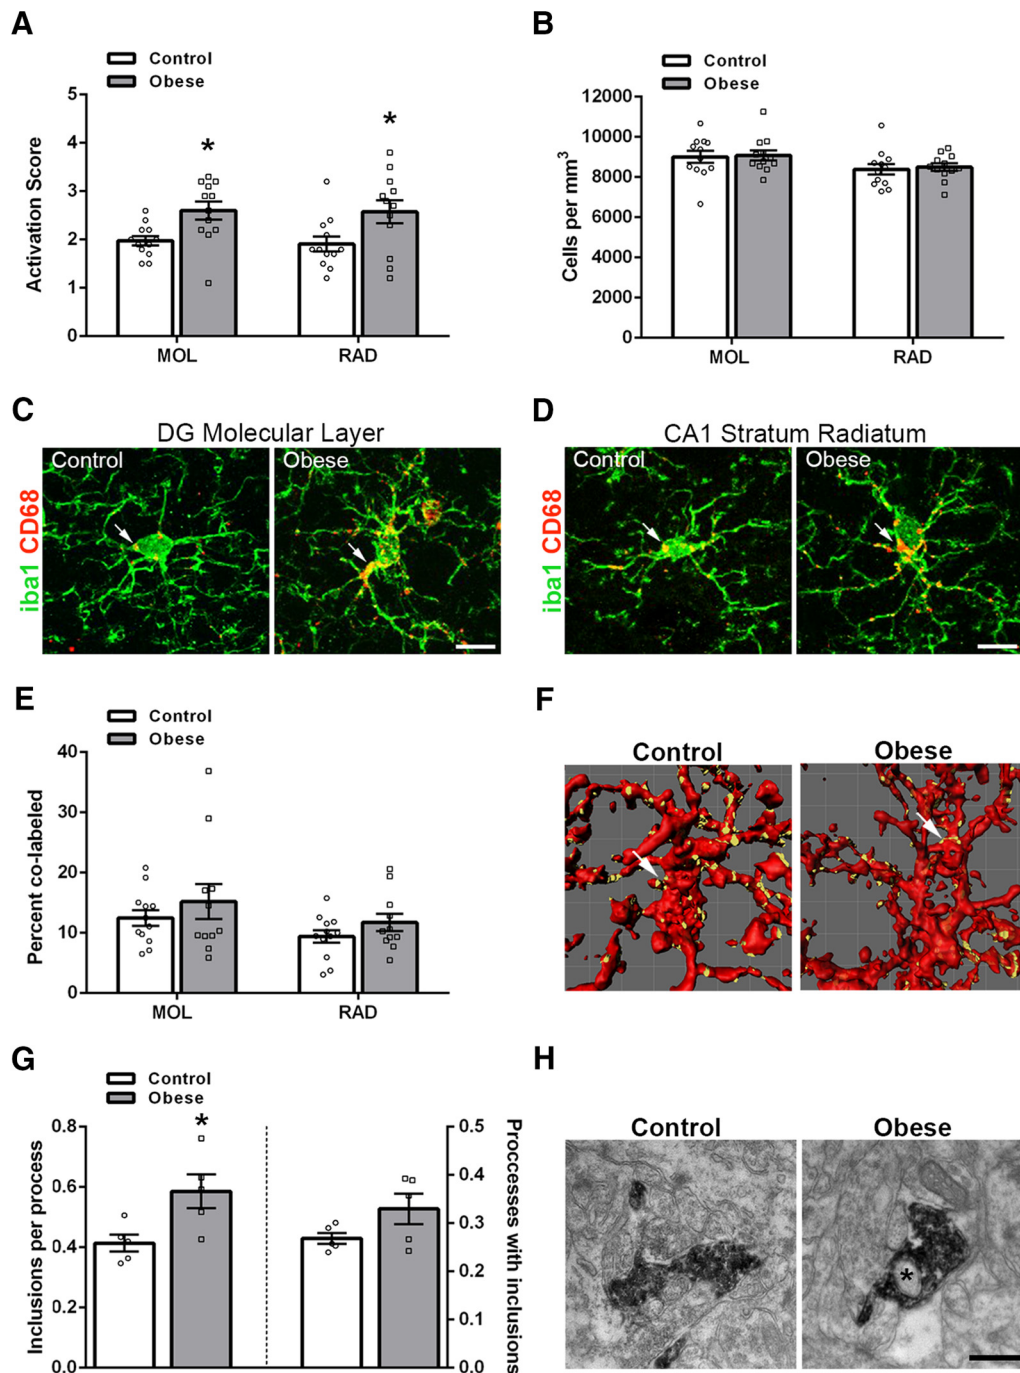 A
Control
Obese
Activation Score
5
4
3
2
1
0
*
*
MOL RAD
B
Control
Obese
Cells per mm³
12000
10000
8000
6000
4000
2000
0
MOL RAD
C
DG Molecular Layer
iba1 CD68
Control Obese
D
CA1 Stratum Radiatum
iba1 CD68
Control Obese
E
Control
Obese
Percent co-labeled
40
30
20
10
0
MOL RAD
F
Control Obese
G
Control
Obese
Inclusions per process
0.8
0.6
0.4
0.2
0.0
*
0.5
0.4
0.3
0.2
0.1
0.0
Proccesses with inclusions
H
Control Obese
*